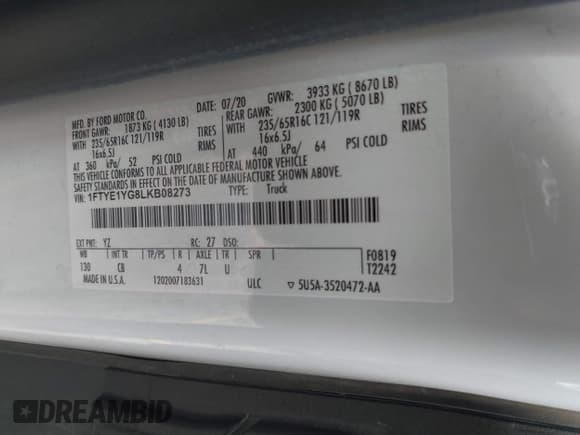 MFD. BY FORD MOTOR CO. DATE: 07/20 GVWR: 3933 KG ( 8670 LB)
FRONT GAWR: 1873 KG ( 4130 LB) REAR GAWR: 2300 KG ( 5070 LB)
WITH 235/65R16C 121/119R TIRES WITH 235/65R16C 121/119R TIRES
16x6.5J RIMS 16x6.5J RIMS
AT 360 kPa/ 52 PSI COLD AT 440 kPa/ 64 PSI COLD
THIS VEHICLE CONFORMS TO ALL APPLICABLE FEDERAL MOTOR VEHICLE
SAFETY STANDARDS IN EFFECT ON THE DATE OF MANUFACTURE SHOWN ABOVE.
VIN: 1FTYE1YG8LKB08273 TYPE: Truck
EXT PNT: YZ RC: 27 DSO: F0819
WB INT TR TP/PS R AXLE TR SPR T2242
130 CB 4 7L U
MADE IN U.S.A. 1202007183631 ULC ▽ 5U5A-3520472-AA
DREAMBID